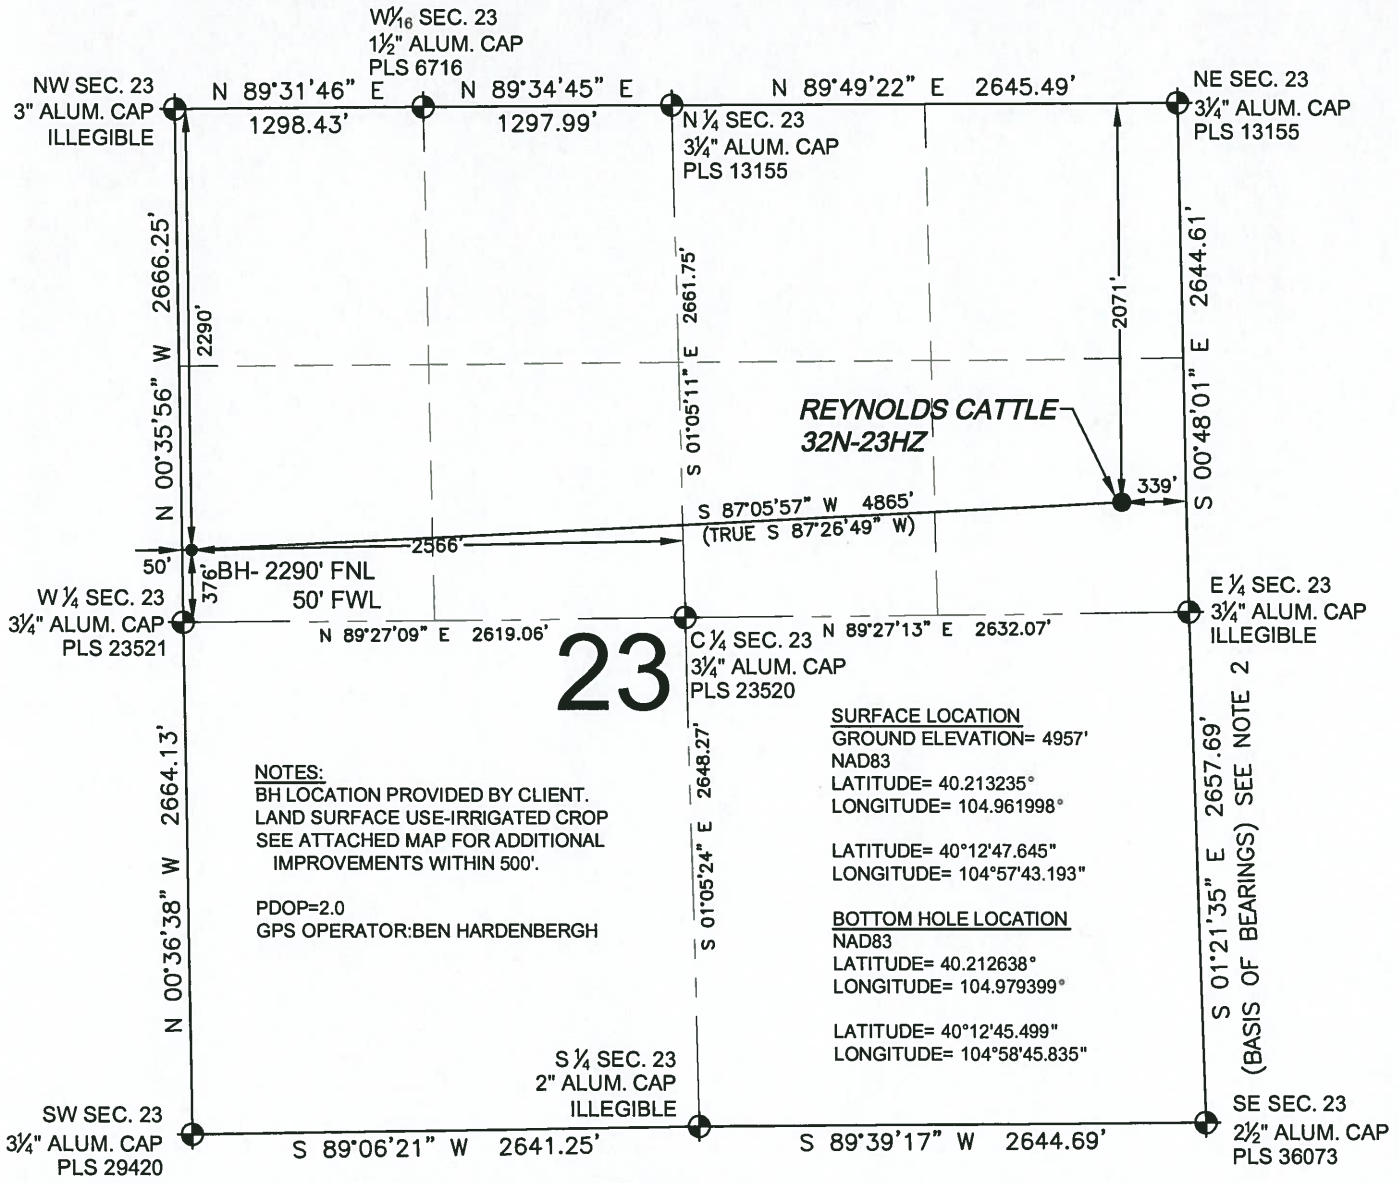 W 1/16 SEC. 23
1½" ALUM. CAP
PLS 6716
NW SEC. 23
3" ALUM. CAP
ILLEGIBLE
N 89°31'46" E
1298.43'
N 89°34'45" E
1297.99'
N ¼ SEC. 23
3¼" ALUM. CAP
PLS 13155
N 89°49'22" E 2645.49'
NE SEC. 23
3¼" ALUM. CAP
PLS 13155
N 00°35'56" W 2666.25'
2290'
S 01°05'11" E 2661.75'
2071'
S 00°48'01" E 2644.61'
REYNOLDS CATTLE
32N-23HZ
339'
S 87°05'57" W 4865'
(TRUE S 87°26'49" W)
2566'
50'
376'
BH- 2290' FNL
50' FWL
W ¼ SEC. 23
3¼" ALUM. CAP
PLS 23521
N 89°27'09" E 2619.06'
23
C ¼ SEC. 23
3¼" ALUM. CAP
PLS 23520
N 89°27'13" E 2632.07'
E ¼ SEC. 23
3¼" ALUM. CAP
ILLEGIBLE
N 00°36'38" W 2664.13'
NOTES:
BH LOCATION PROVIDED BY CLIENT.
LAND SURFACE USE-IRRIGATED CROP
SEE ATTACHED MAP FOR ADDITIONAL
IMPROVEMENTS WITHIN 500'.
PDOP=2.0
GPS OPERATOR:BEN HARDENBERGH
S 01°05'24" E 2648.27'
SURFACE LOCATION
GROUND ELEVATION= 4957'
NAD83
LATITUDE= 40.213235°
LONGITUDE= 104.961998°
LATITUDE= 40°12'47.645"
LONGITUDE= 104°57'43.193"
BOTTOM HOLE LOCATION
NAD83
LATITUDE= 40.212638°
LONGITUDE= 104.979399°
LATITUDE= 40°12'45.499"
LONGITUDE= 104°58'45.835"
S 01°21'35" E 2657.69'
(BASIS OF BEARINGS) SEE NOTE 2
SW SEC. 23
3¼" ALUM. CAP
PLS 29420
S 89°06'21" W 2641.25'
S ¼ SEC. 23
2" ALUM. CAP
ILLEGIBLE
S 89°39'17" W 2644.69'
SE SEC. 23
2½" ALUM. CAP
PLS 36073